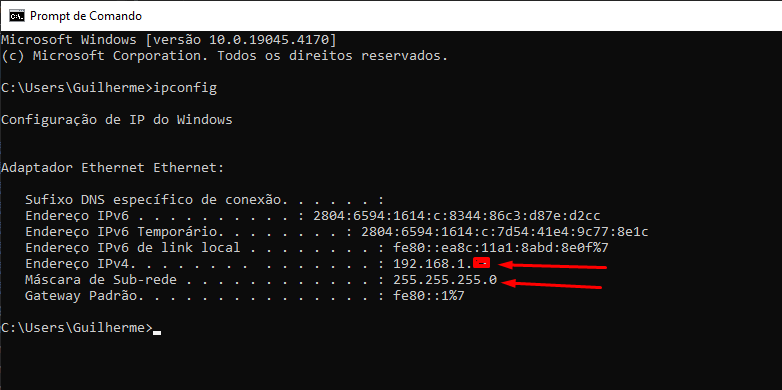 Prompt de Comando
Microsoft Windows [versão 10.0.19045.4170]
(c) Microsoft Corporation. Todos os direitos reservados.
C:\Users\Guilherme>ipconfig
Configuração de IP do Windows
Adaptador Ethernet Ethernet:
Sufixo DNS específico de conexão. . . . . . :
Endereço IPv6 . . . . . . . . . . : 2804:6594:1614:c:8344:86c3:d87e:d2cc
Endereço IPv6 Temporário. . . . . . . . : 2804:6594:1614:c:7d54:41e4:9c77:8e1c
Endereço IPv6 de link local . . . . . . . . : fe80::ea8c:11a1:8abd:8e0f%7
Endereço IPv4. . . . . . . . . . . . . . . : 192.168.1.
Máscara de Sub-rede . . . . . . . . . . . . : 255.255.255.0
Gateway Padrão. . . . . . . . . . . . . . . : fe80::1%7
C:\Users\Guilherme>